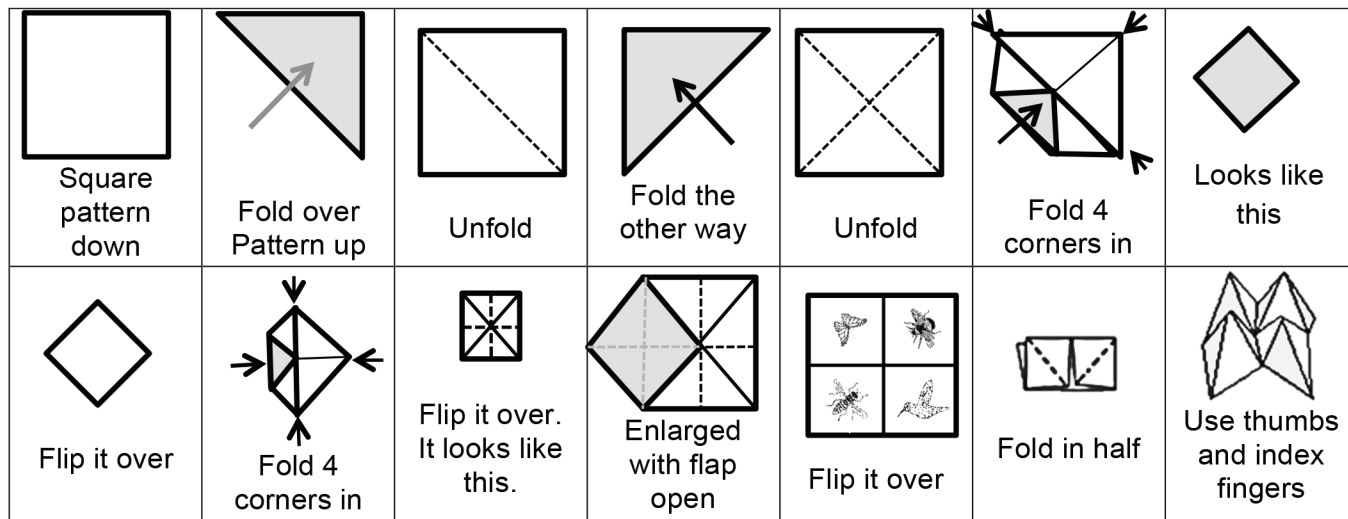 Square
pattern
down
Fold over
Pattern up
Unfold
Fold the
other way
Unfold
Fold 4
corners in
Looks like
this
Flip it over
Fold 4
corners in
Flip it over.
It looks like
this.
Enlarged
with flap
open
Flip it over
Fold in half
Use thumbs
and index
fingers